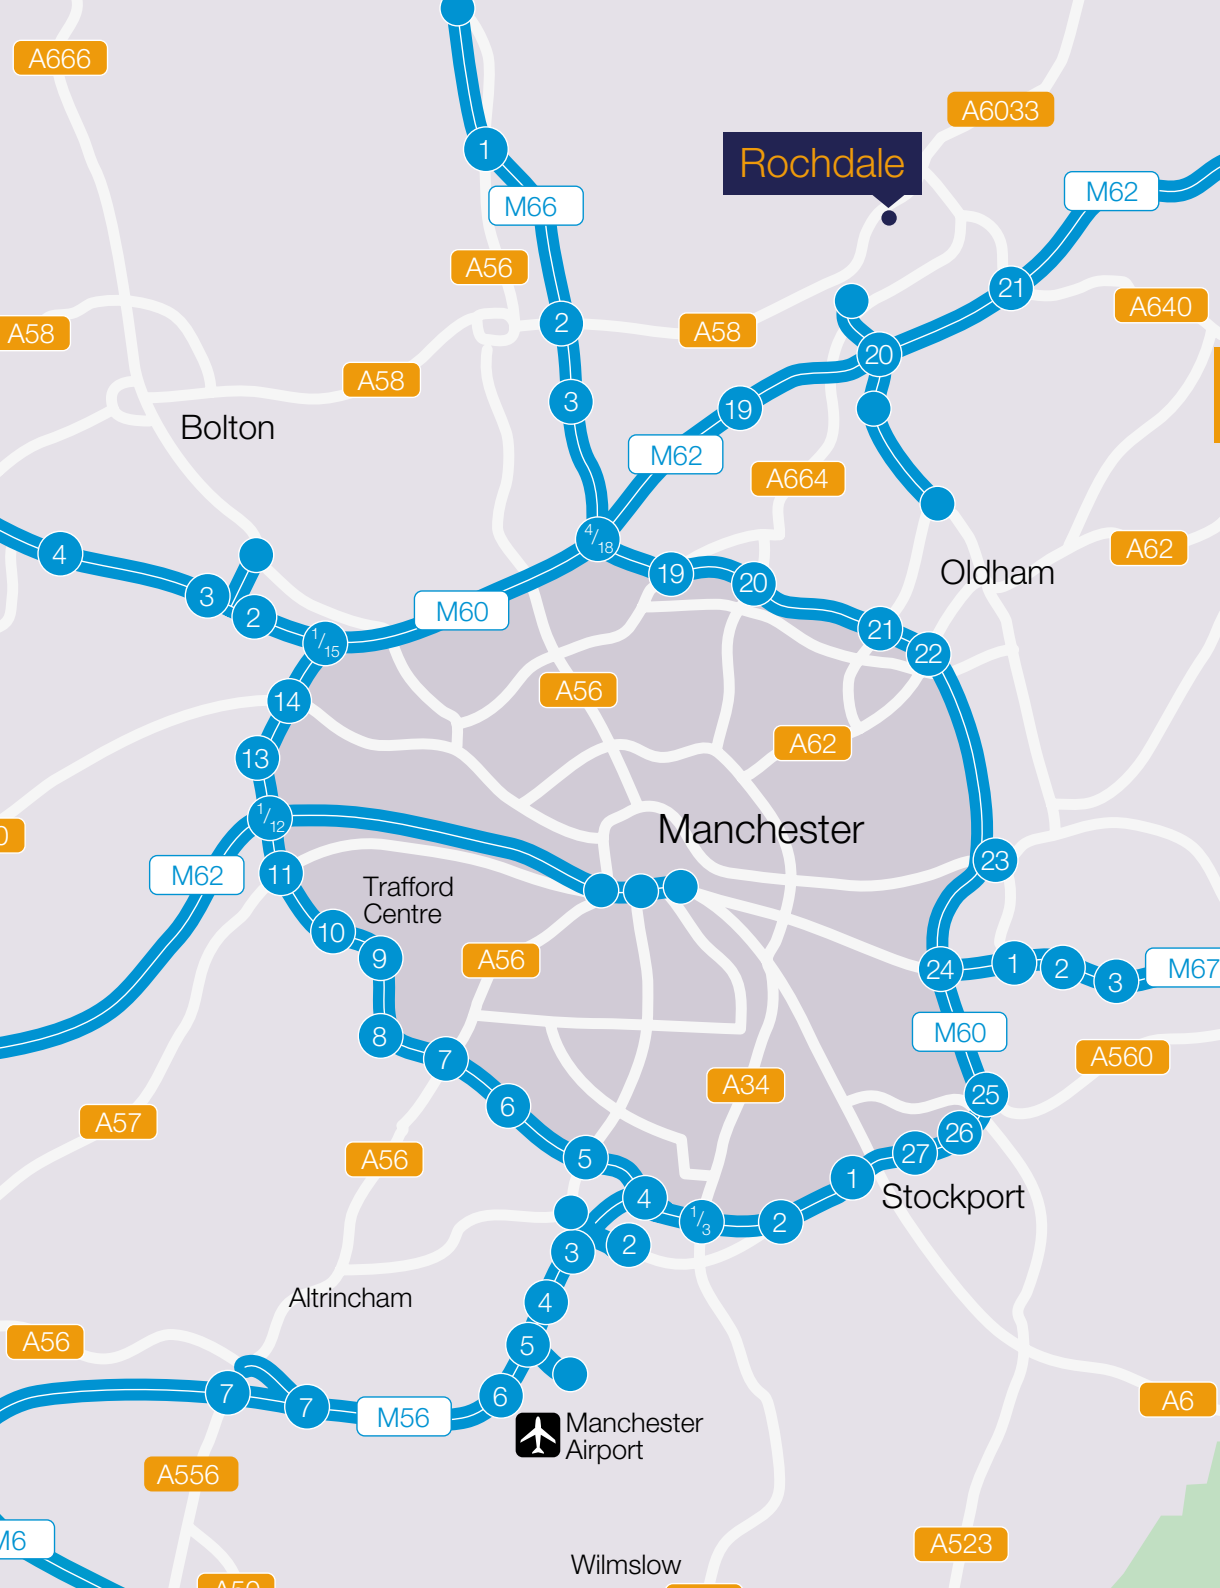 A666
A6033
1
Rochdale
M62
M66
A56
21
A640
2
A58
A58
20
A58
3
19
Bolton
M62
A664
4/18
A62
4
19
Oldham
20
3
M60
2
21
1/15
22
A56
14
A62
13
1/12
Manchester
23
M62
11
Trafford
Centre
10
9
A56
24
1
2
3
M67
8
M60
7
A560
A34
25
6
A57
26
27
A56
5
1
Stockport
4
1/3
2
3
2
Altrincham
4
A56
5
7
7
6
M56
A6
Manchester
Airport
A556
M6
A523
Wilmslow
A50